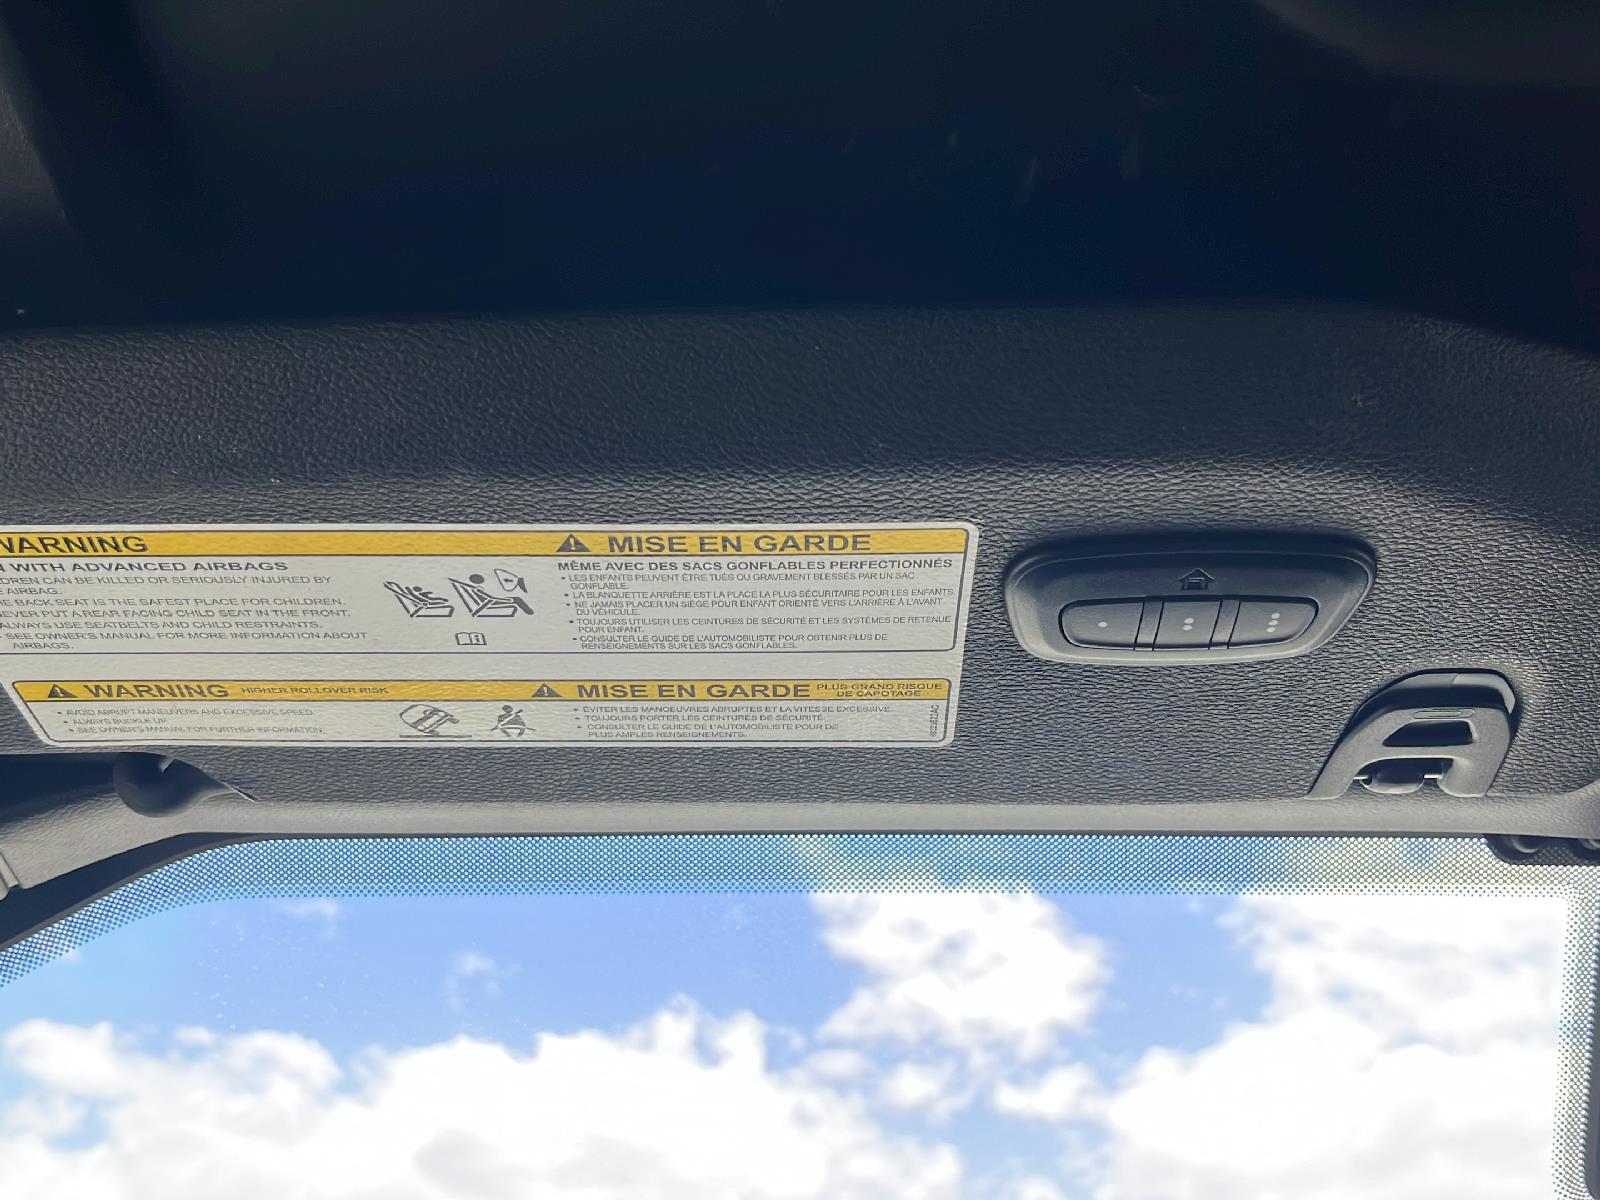 WARNING
WITH ADVANCED AIRBAGS
DREN CAN BE KILLED OR SERIOUSLY INJURED BY
E AIRBAG.
HE BACK SEAT IS THE SAFEST PLACE FOR CHILDREN.
NEVER PUT A REAR FACING CHILD SEAT IN THE FRONT.
ALWAYS USE SEATBELTS AND CHILD RESTRAINTS.
• SEE OWNER'S MANUAL FOR MORE INFORMATION ABOUT
AIRBAGS.
MISE EN GARDE
MÊME AVEC DES SACS GONFLABLES PERFECTIONNÉS
• LES ENFANTS PEUVENT ÊTRE TUÉS OU GRAVEMENT BLESSÉS PAR UN SAC
GONFLABLE.
• LA BLANQUETTE ARRIÈRE EST LA PLACE LA PLUS SÉCURITAIRE POUR LES ENFANTS.
• NE JAMAIS PLACER UN SIÈGE POUR ENFANT ORIENTÉ VERS L'ARRIÈRE À L'AVANT
DU VÉHICULE.
• TOUJOURS UTILISER LES CEINTURES DE SÉCURITÉ ET LES SYSTÈMES DE RETENUE
POUR ENFANT.
• CONSULTER LE GUIDE DE L'AUTOMOBILISTE POUR OBTENIR PLUS DE
RENSEIGNEMENTS SUR LES SACS GONFLABLES.
WARNING HIGHER ROLLOVER RISK
• AVOID ABRUPT MANEUVERS AND EXCESSIVE SPEED.
• ALWAYS BUCKLE UP.
• SEE OWNER'S MANUAL FOR FURTHER INFORMATION.
MISE EN GARDE PLUS GRAND RISQUE
DE CAPOTAGE
• ÉVITER LES MANOEUVRES ABRUPTES ET LA VITESSE EXCESSIVE.
• TOUJOURS PORTER LES CEINTURES DE SÉCURITÉ.
• CONSULTER LE GUIDE DE L'AUTOMOBILISTE POUR DE
PLUS AMPLES RENSEIGNEMENTS.